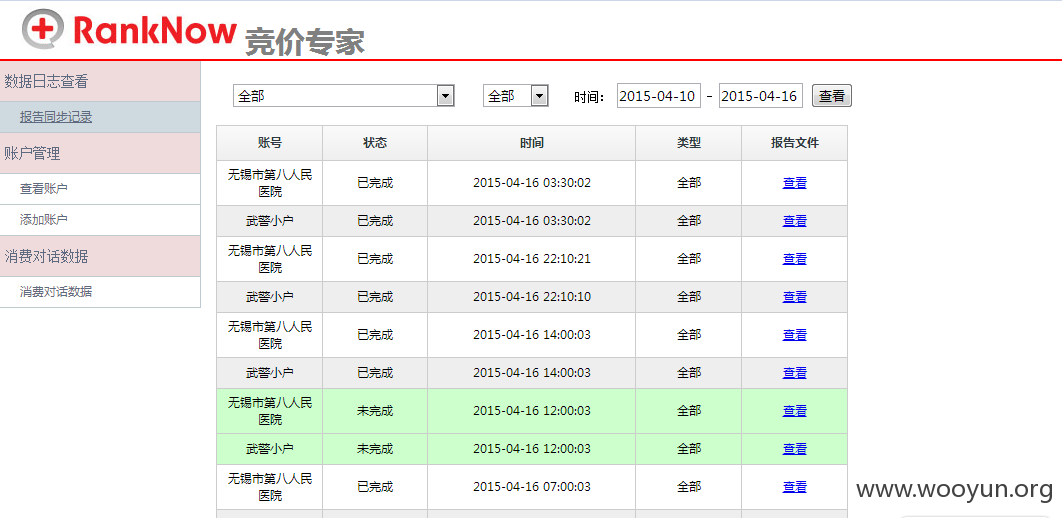 RankNow 竞价专家
数据日志查看
报告同步记录
账户管理
查看账户
添加账户
消费对话数据
消费对话数据
全部 全部 时间： 2015-04-10 - 2015-04-16 查看
账号 状态 时间 类型 报告文件
无锡市第八人民
医院 已完成 2015-04-16 03:30:02 全部 查看
武警小户 已完成 2015-04-16 03:30:02 全部 查看
无锡市第八人民
医院 已完成 2015-04-16 22:10:21 全部 查看
武警小户 已完成 2015-04-16 22:10:10 全部 查看
无锡市第八人民
医院 已完成 2015-04-16 14:00:03 全部 查看
武警小户 已完成 2015-04-16 14:00:03 全部 查看
无锡市第八人民
医院 未完成 2015-04-16 12:00:03 全部 查看
武警小户 未完成 2015-04-16 12:00:03 全部 查看
无锡市第八人民
医院 已完成 2015-04-16 07:00:03 全部 查看
www.wooyun.org